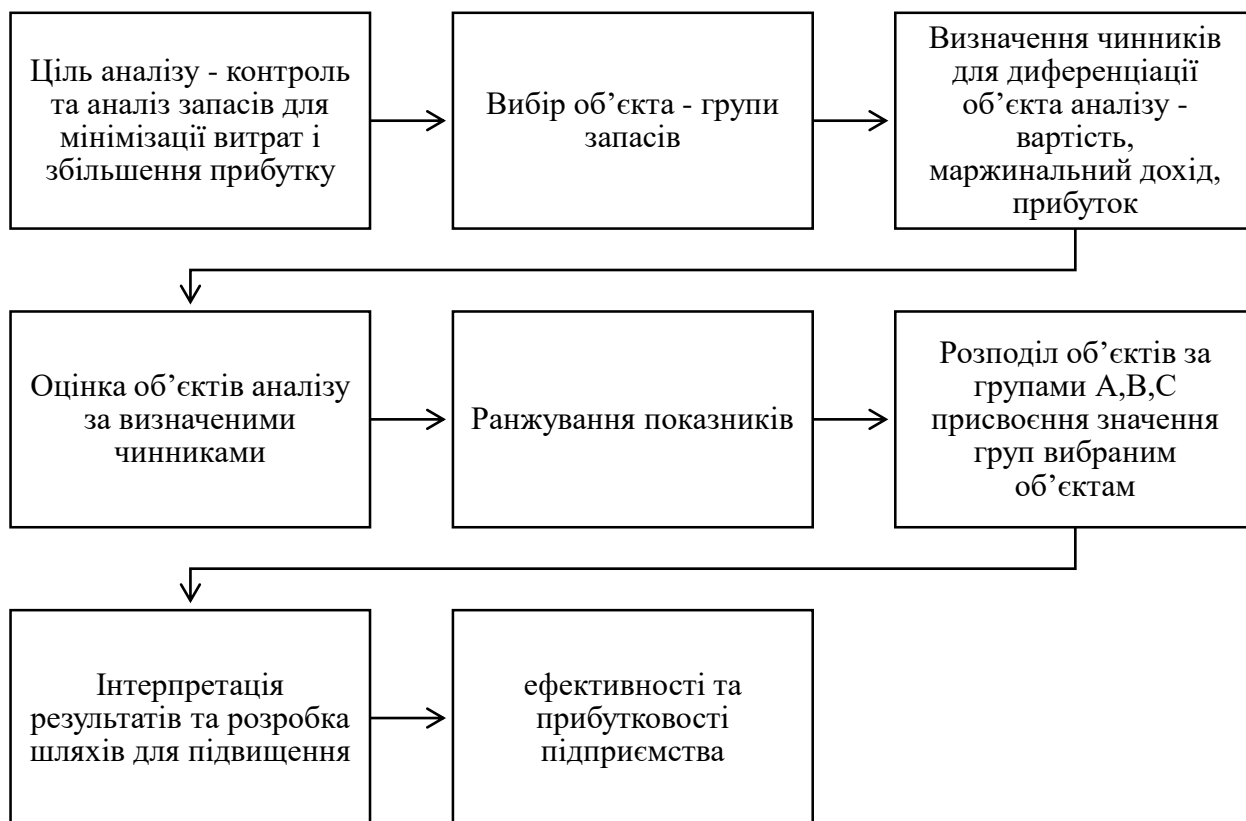 Ціль аналізу - контроль
та аналіз запасів для
мінімізації витрат і
збільшення прибутку
Вибір об’єкта - групи
запасів
Визначення чинників
для диференціації
об’єкта аналізу -
вартість,
маржинальний дохід,
прибуток
Оцінка об’єктів аналізу
за визначеними
чинниками
Ранжування показників
Розподіл об’єктів за
групами А,В,С
присвоєння значення
груп вибраним
об’єктам
Інтерпретація
результатів та розробка
шляхів для підвищення
ефективності та
прибутковості
підприємства